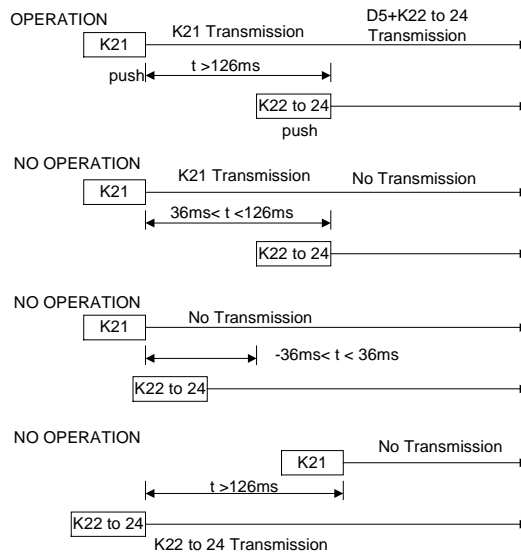 OPERATION
D5+K22 to 24
K21 Transmission
Transmission
K21
push
t >126ms
K22 to 24
push
NO OPERATION
K21 Transmission
No Transmission
K21
36ms< t <126ms
K22 to 24
NO OPERATION
K21
No Transmission
-36ms< t < 36ms
K22 to 24
NO OPERATION
No Transmission
K21
t >126ms
K22 to 24
K22 to 24 Transmission